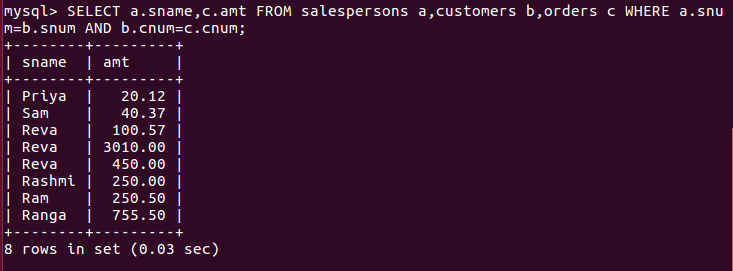 mysql> SELECT a.sname,c.amt FROM salespersons a,customers b,orders c WHERE a.snu
m=b.snum AND b.cnum=c.cnum;
+--------+---------+
| sname  | amt     |
+--------+---------+
| Priya  |   20.12 |
| Sam    |   40.37 |
| Reva   |  100.57 |
| Reva   | 3010.00 |
| Reva   |  450.00 |
| Rashmi |  250.00 |
| Ram    |  250.50 |
| Ranga  |  755.50 |
+--------+---------+
8 rows in set (0.03 sec)